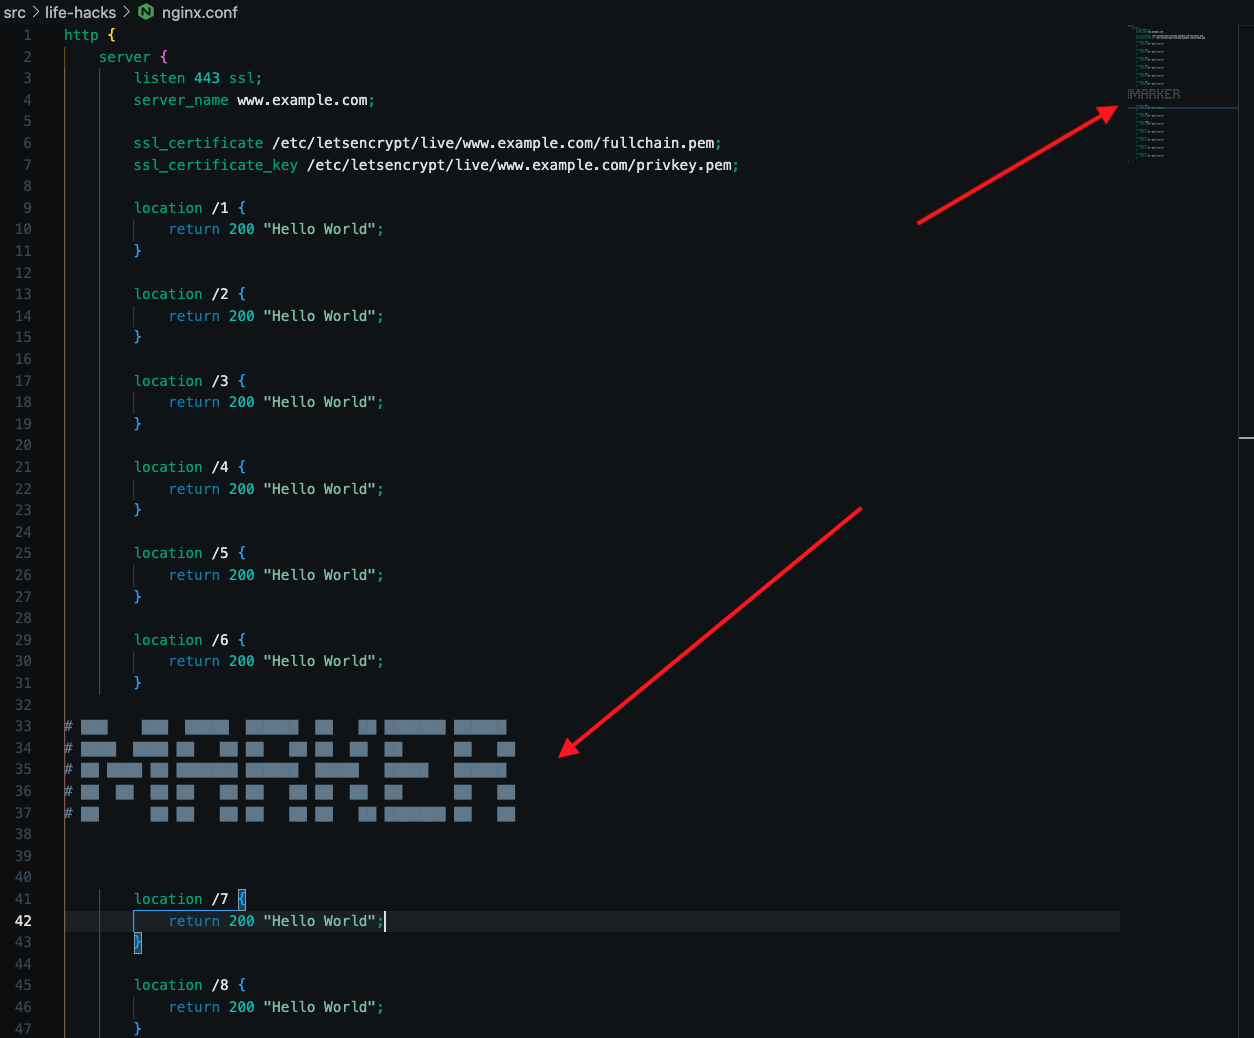 src > life-hacks > nginx.conf
1 http {
2     server {
3         listen 443 ssl;
4         server_name www.example.com;
5
6         ssl_certificate /etc/letsencrypt/live/www.example.com/fullchain.pem;
7         ssl_certificate_key /etc/letsencrypt/live/www.example.com/privkey.pem;
8
9         location /1 {
10             return 200 "Hello World";
11         }
12
13         location /2 {
14             return 200 "Hello World";
15         }
16
17         location /3 {
18             return 200 "Hello World";
19         }
20
21         location /4 {
22             return 200 "Hello World";
23         }
24
25         location /5 {
26             return 200 "Hello World";
27         }
28
29         location /6 {
30             return 200 "Hello World";
31         }
32
33 # ███    ███  █████  ██████  ██   ██ ███████ ██████
34 # ████  ████ ██   ██ ██   ██ ██  ██  ██      ██   ██
35 # ██ ████ ██ ███████ ██████  █████   █████   ██████
36 # ██  ██  ██ ██   ██ ██   ██ ██  ██  ██      ██   ██
37 # ██      ██ ██   ██ ██   ██ ██   ██ ███████ ██   ██
38
39
40
41         location /7 {
42             return 200 "Hello World";
43         }
44
45         location /8 {
46             return 200 "Hello World";
47         }
MARKER